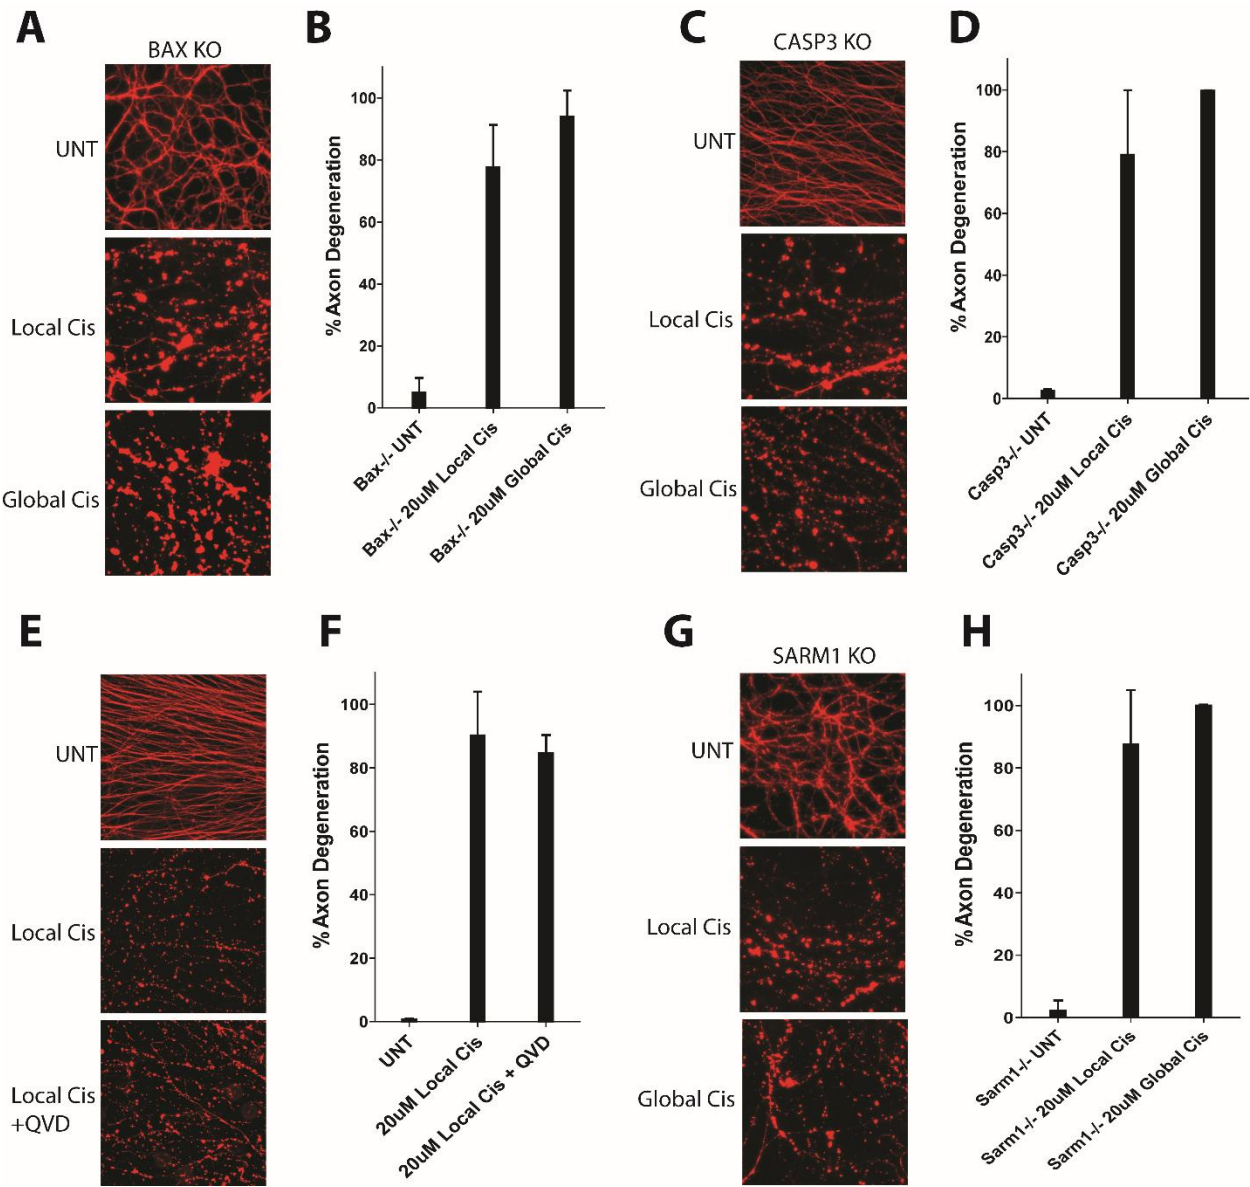 A
BAX KO
UNT
Local Cis
Global Cis
B
% Axon Degeneration
100
80
60
40
20
0
Bax-/- UNT
Bax-/- 20uM Local Cis
Bax-/- 20uM Global Cis
C
CASP3 KO
UNT
Local Cis
Global Cis
D
% Axon Degeneration
100
80
60
40
20
0
Casp3-/- UNT
Casp3-/- 20uM Local Cis
Casp3-/- 20uM Global Cis
E
UNT
Local Cis
Local Cis
+QVD
F
% Axon Degeneration
100
80
60
40
20
0
UNT
20uM Local Cis
20uM Local Cis + QVD
G
SARM1 KO
UNT
Local Cis
Global Cis
H
% Axon Degeneration
100
80
60
40
20
0
Sarm1-/- UNT
Sarm1-/- 20uM Local Cis
Sarm1-/- 20uM Global Cis